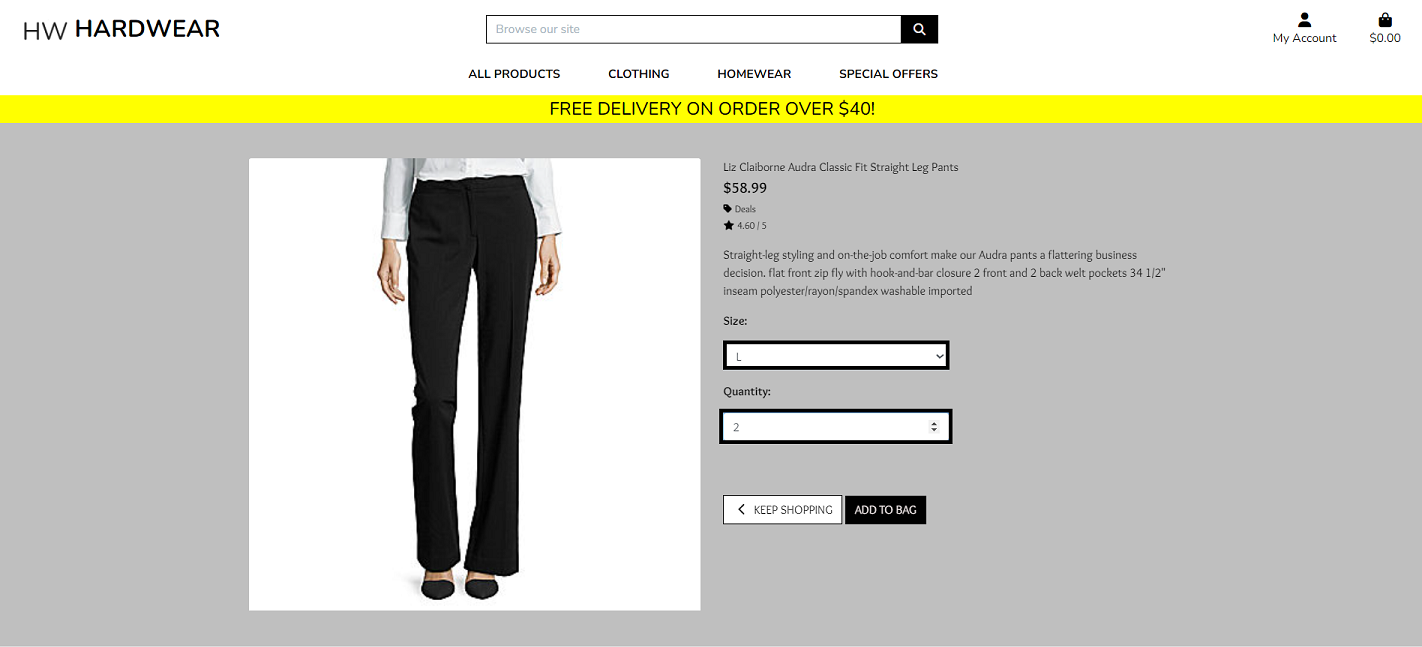 HW HARDWEAR
Browse our site
My Account
$0.00
ALL PRODUCTS CLOTHING HOMEWEAR SPECIAL OFFERS
FREE DELIVERY ON ORDER OVER $40!
Liz Claiborne Audra Classic Fit Straight Leg Pants
$58.99
Deals
4.60 / 5
Straight-leg styling and on-the-job comfort make our Audra pants a flattering business
decision. flat front zip fly with hook-and-bar closure 2 front and 2 back welt pockets 34 1/2"
inseam polyester/rayon/spandex washable imported
Size:
L
Quantity:
2
KEEP SHOPPING
ADD TO BAG